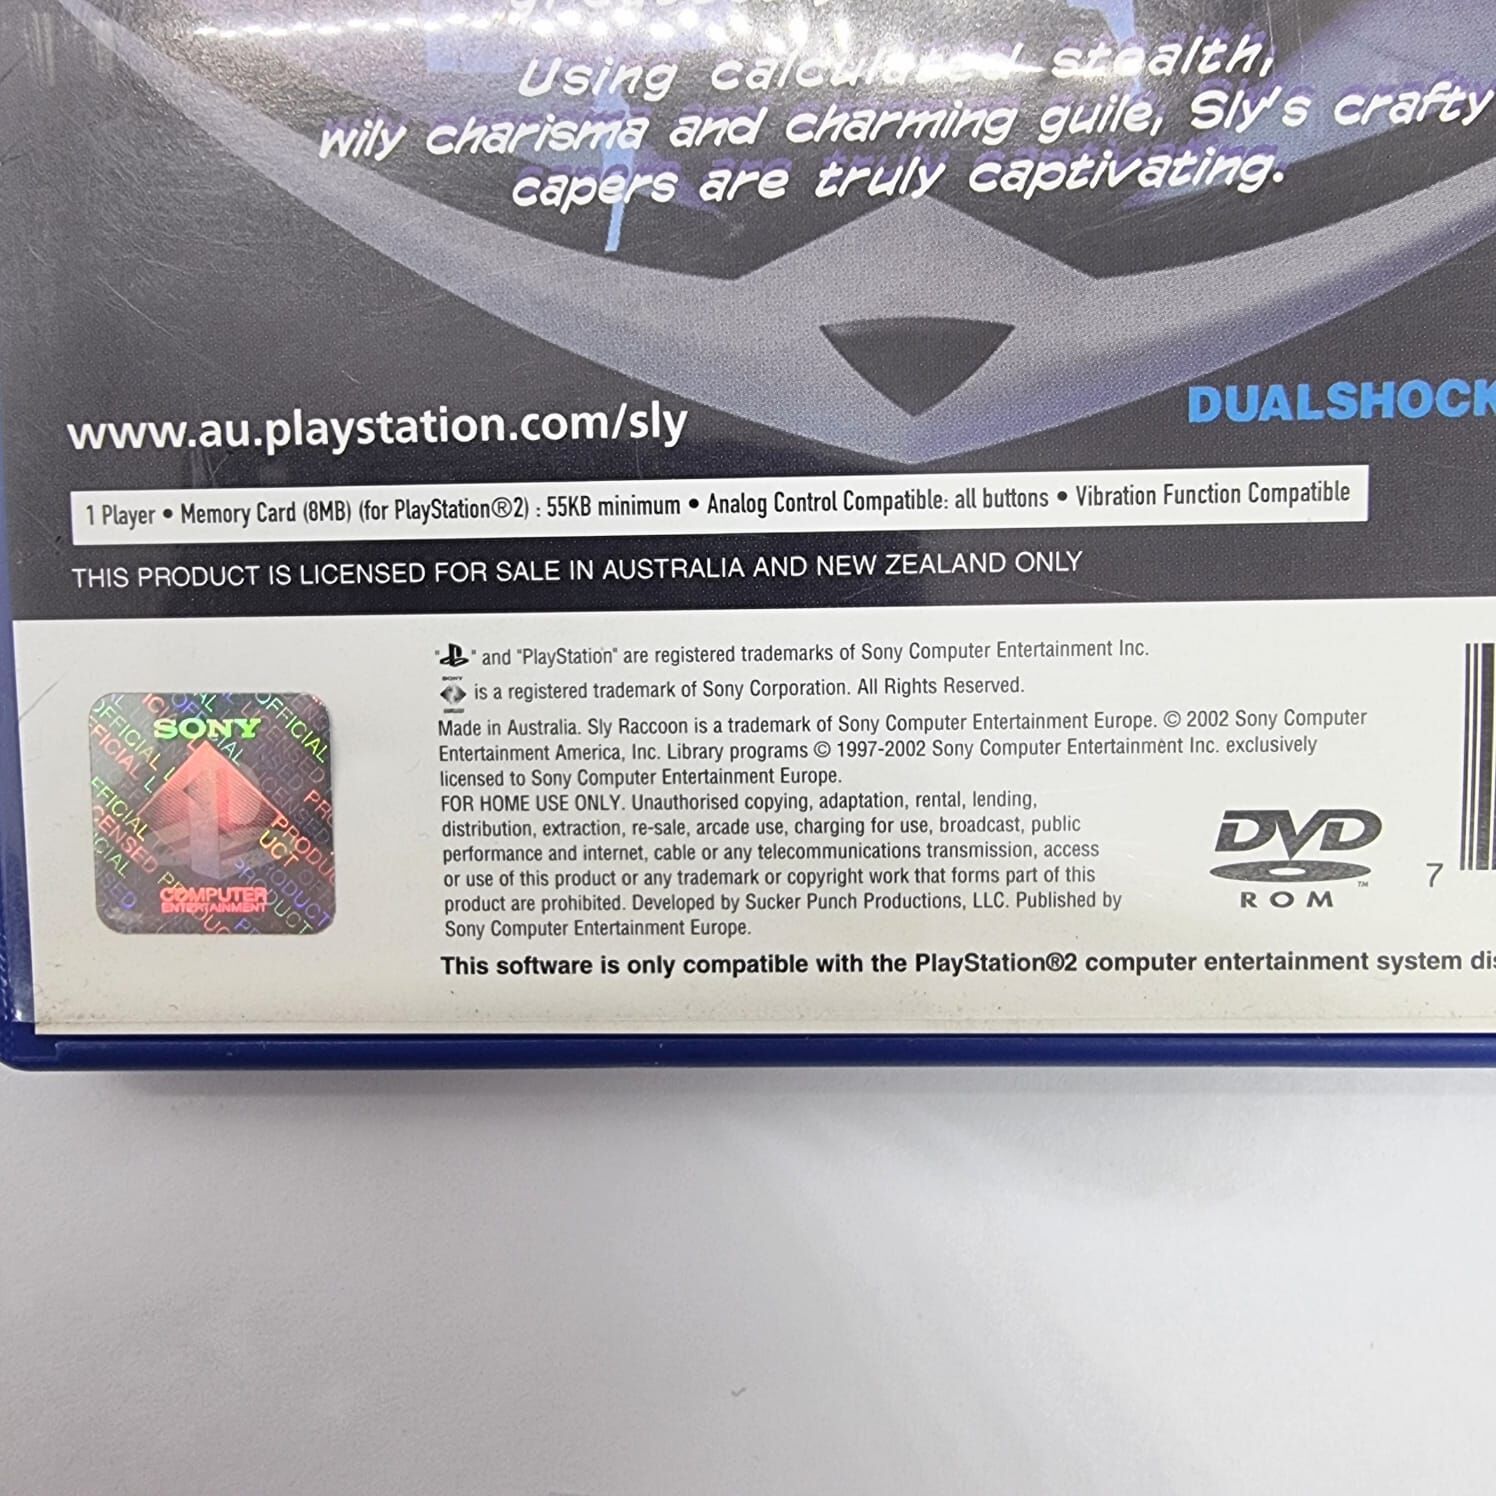 Using calculated stealth,
wily charisma and charming guile, Sly's crafty
capers are truly captivating.
DUALSHOCK
www.au.playstation.com/sly
1 Player • Memory Card (8MB) (for PlayStation®2) : 55KB minimum • Analog Control Compatible: all buttons • Vibration Function Compatible
THIS PRODUCT IS LICENSED FOR SALE IN AUSTRALIA AND NEW ZEALAND ONLY
" " and "PlayStation" are registered trademarks of Sony Computer Entertainment Inc.
SONY
is a registered trademark of Sony Corporation. All Rights Reserved.
Made in Australia. Sly Raccoon is a trademark of Sony Computer Entertainment Europe. © 2002 Sony Computer
Entertainment America, Inc. Library programs © 1997-2002 Sony Computer Entertainment Inc. exclusively
licensed to Sony Computer Entertainment Europe.
FOR HOME USE ONLY. Unauthorised copying, adaptation, rental, lending,
distribution, extraction, re-sale, arcade use, charging for use, broadcast, public
performance and internet, cable or any telecommunications transmission, access
or use of this product or any trademark or copyright work that forms part of this
product are prohibited. Developed by Sucker Punch Productions, LLC. Published by
Sony Computer Entertainment Europe.
This software is only compatible with the PlayStation®2 computer entertainment system dis
SONY
COMPUTER
ENTERTAINMENT
DVD
ROM
7